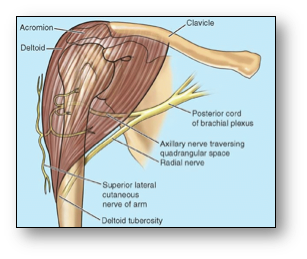 Clavicle
Acromion
Deltoid
Posterior cord
of brachial plexus
Axillary nerve traversing
quadrangular space
Radial nerve
Superior lateral
cutaneous
nerve of arm
Deltoid tuberosity